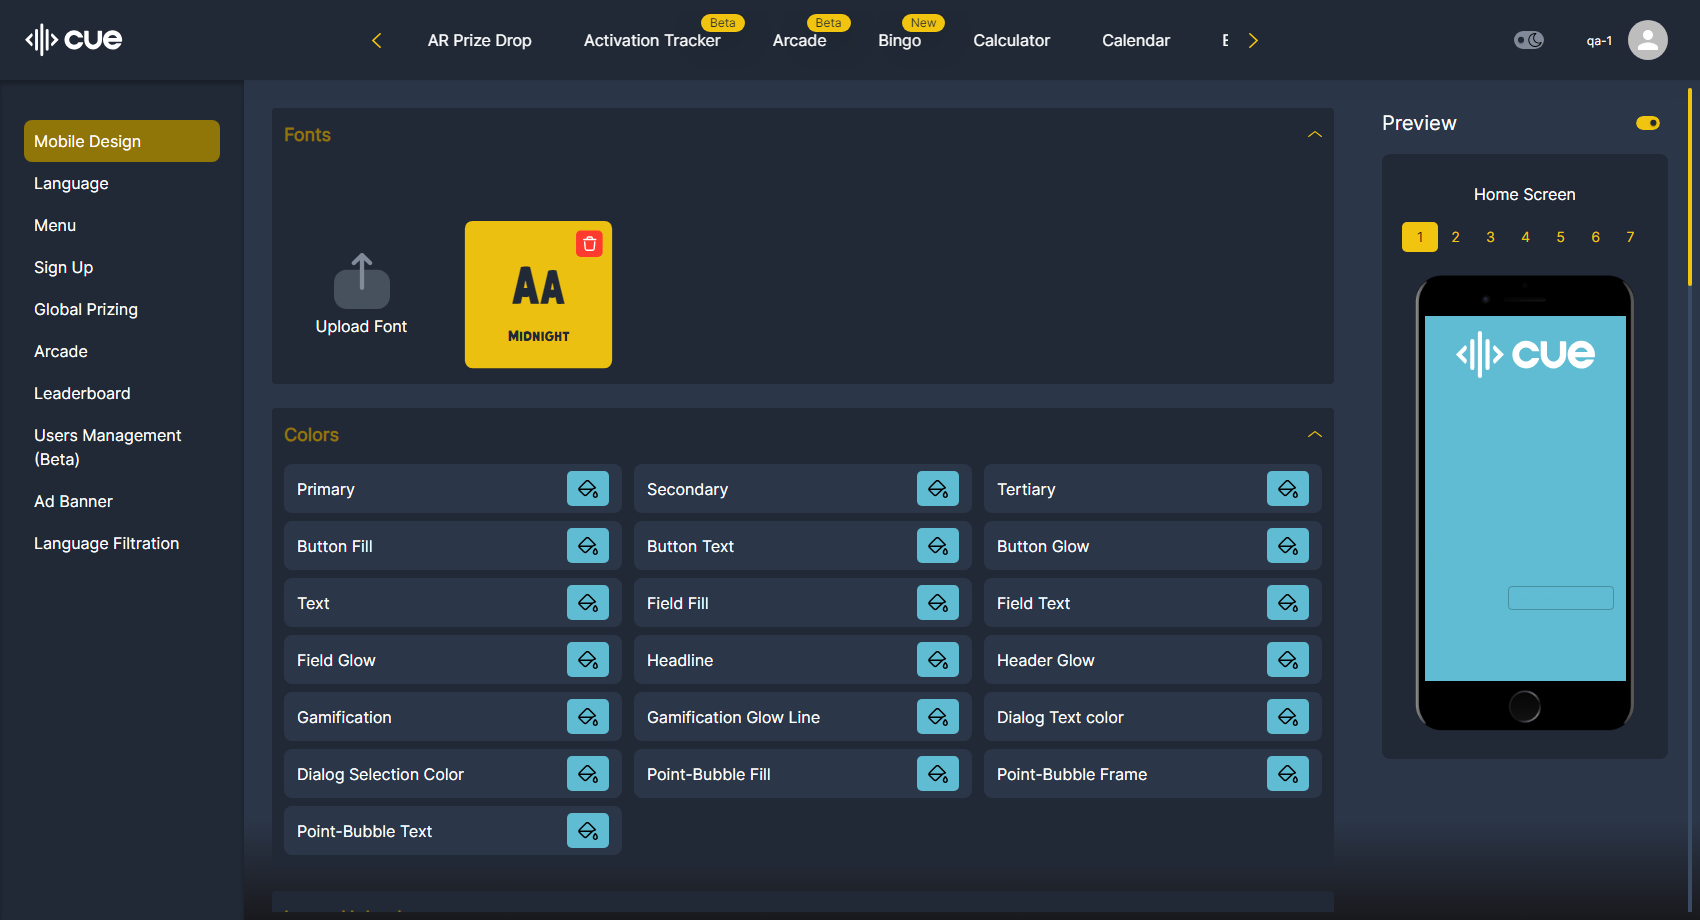 cue
AR Prize Drop
Activation Tracker
Beta
Arcade
Beta
Bingo
New
Calculator
Calendar
qa-1
Mobile Design
Language
Menu
Sign Up
Global Prizing
Arcade
Leaderboard
Users Management
(Beta)
Ad Banner
Language Filtration
Fonts
Upload Font
AA
MIDNIGHT
Colors
Primary
Secondary
Tertiary
Button Fill
Button Text
Button Glow
Text
Field Fill
Field Text
Field Glow
Headline
Header Glow
Gamification
Gamification Glow Line
Dialog Text color
Dialog Selection Color
Point-Bubble Fill
Point-Bubble Frame
Point-Bubble Text
Preview
Home Screen
1 2 3 4 5 6 7
cue